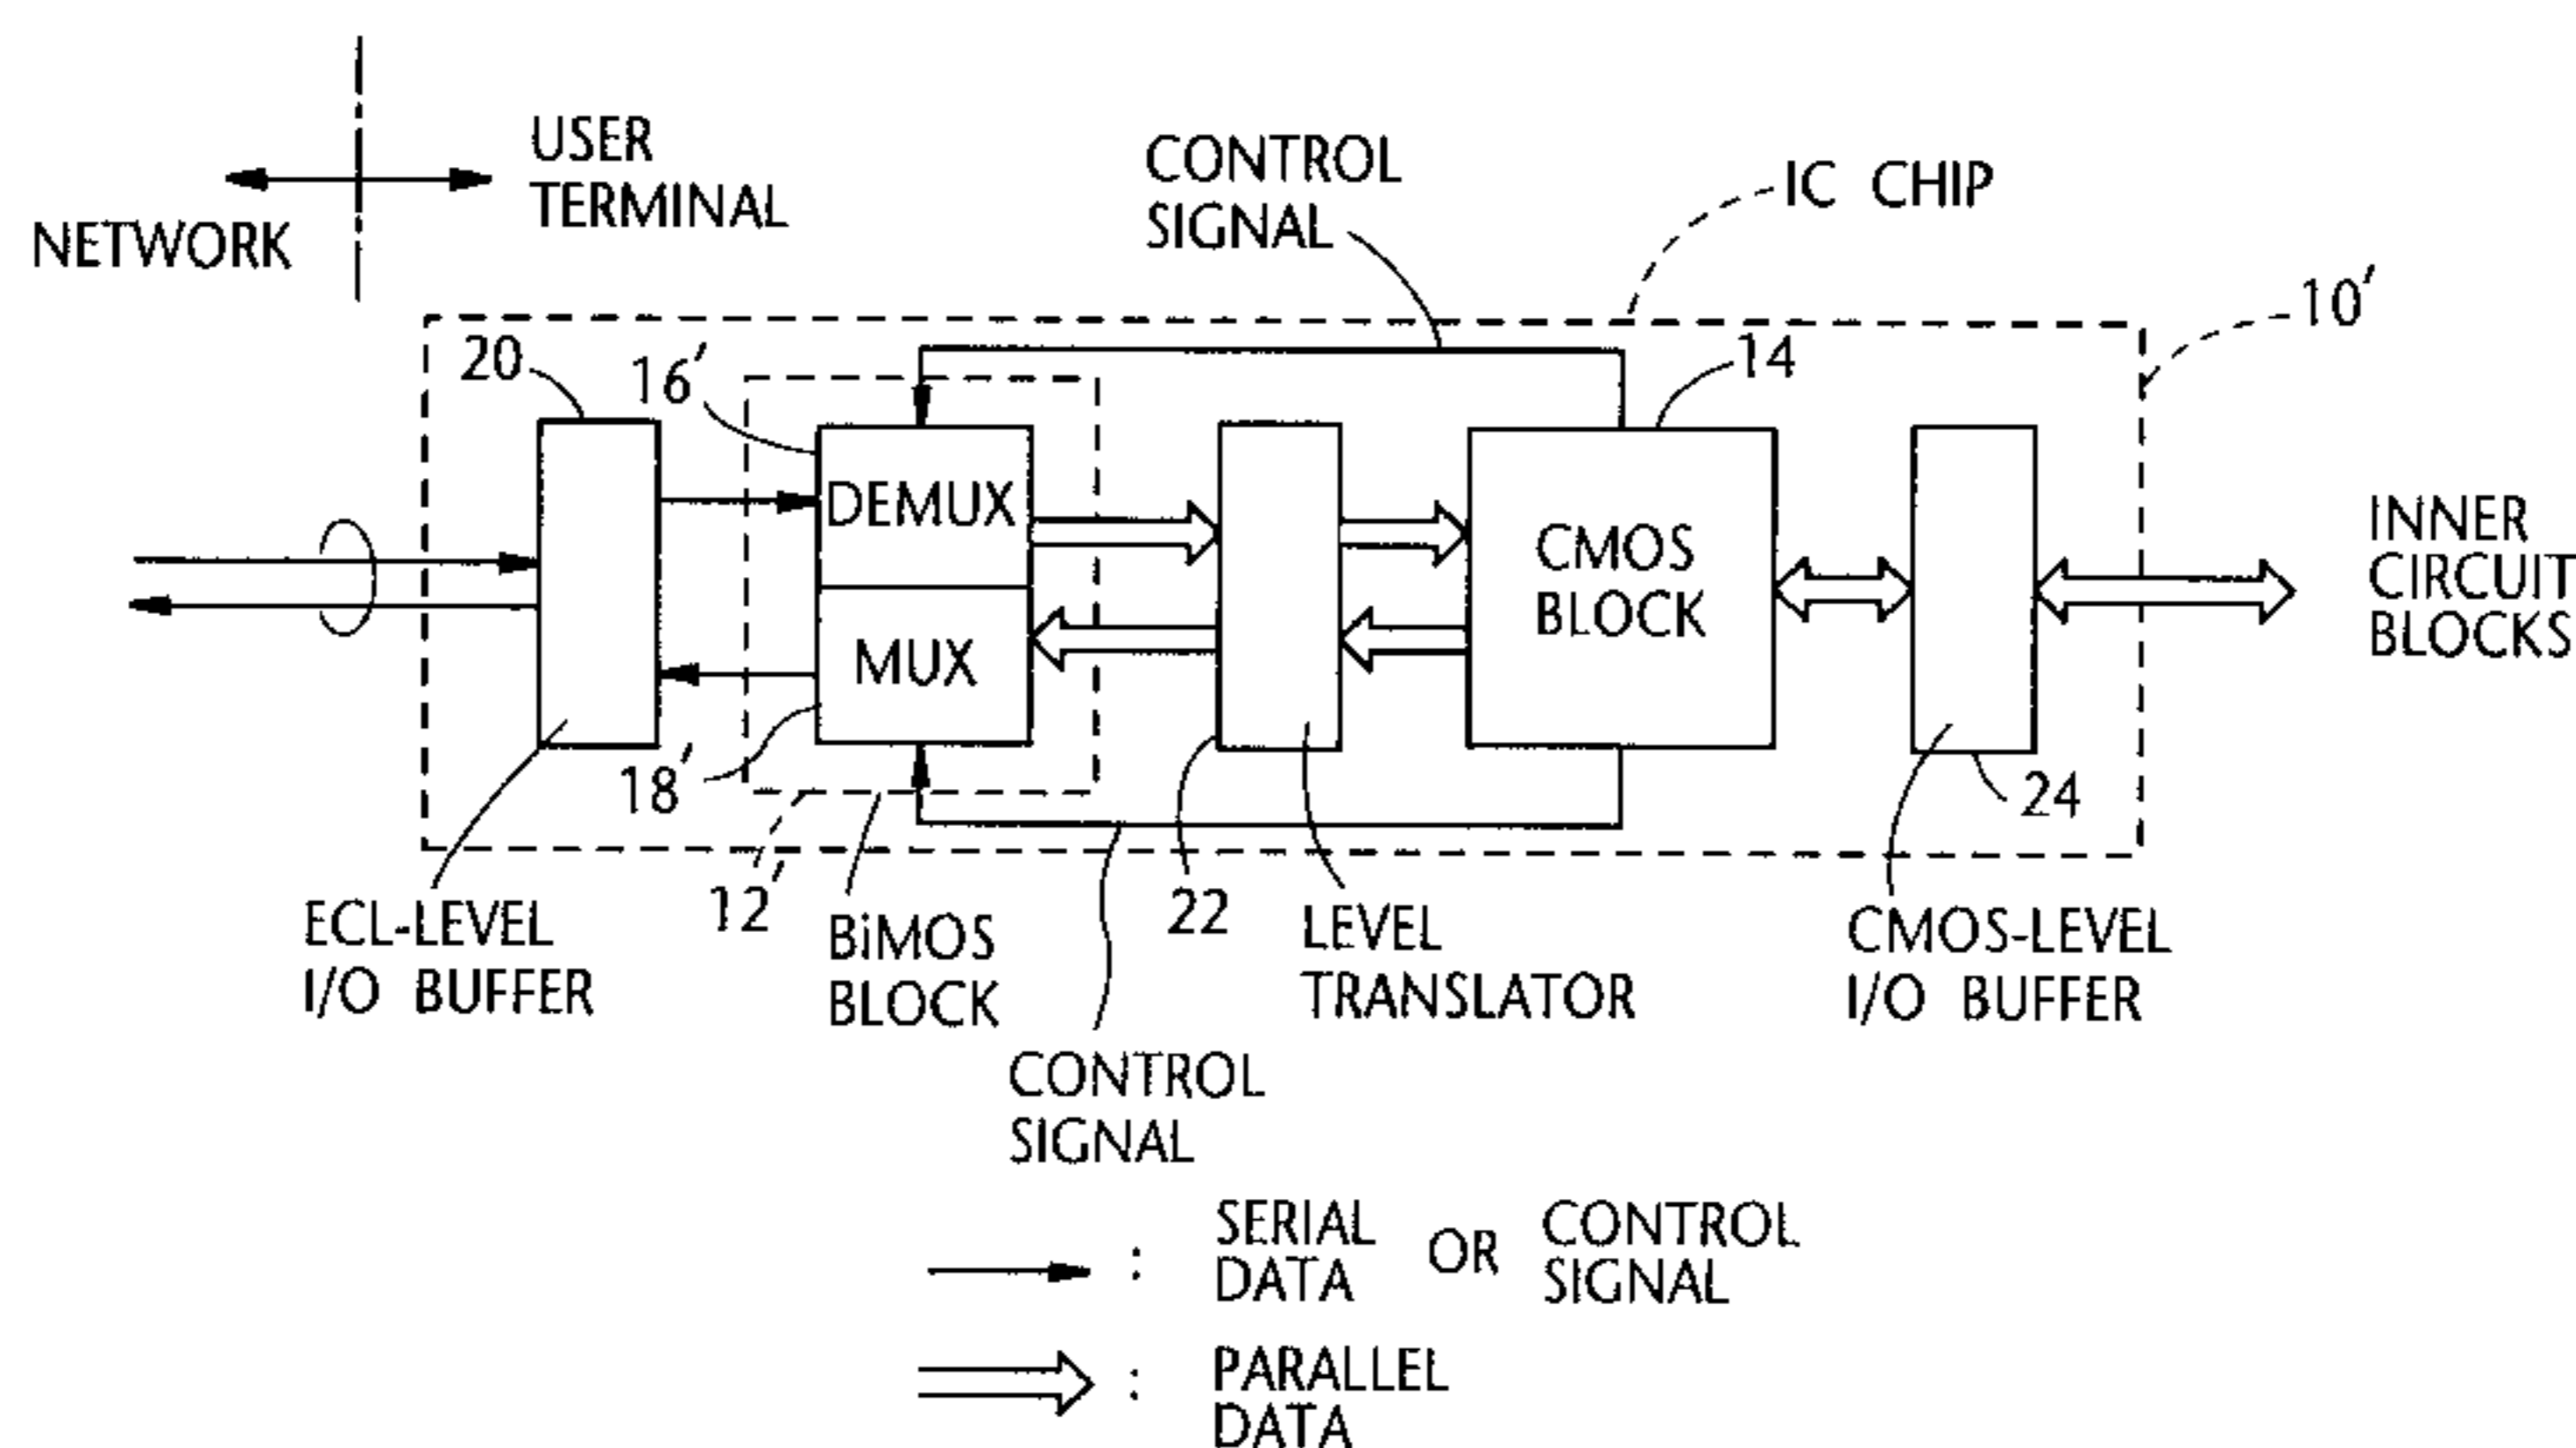 USER
TERMINAL
NETWORK
CONTROL
SIGNAL
IC CHIP
10'
20
16'
14
DEMUX
MUX
CMOS
BLOCK
INNER
CIRCUIT
BLOCKS
18'
24
12'
22
ECL-LEVEL
I/O BUFFER
BiMOS
BLOCK
LEVEL
TRANSLATOR
CMOS-LEVEL
I/O BUFFER
CONTROL
SIGNAL
: SERIAL DATA OR CONTROL SIGNAL
: PARALLEL DATA